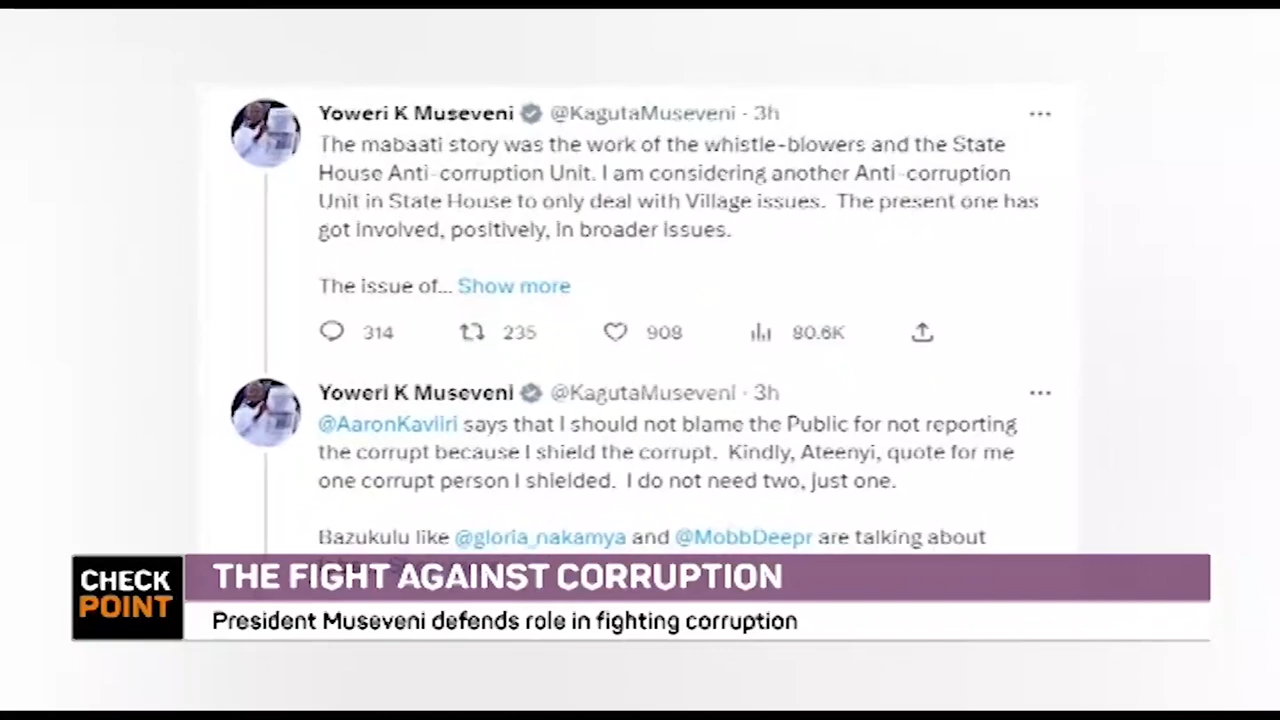 Yoweri K Museveni @KagutaMuseveni · 3h
The mabaati story was the work of the whistle-blowers and the State
House Anti-corruption Unit. I am considering another Anti-corruption
Unit in State House to only deal with Village issues. The present one has
got involved, positively, in broader issues.
The issue of... Show more
314 235 908 80.6K
Yoweri K Museveni @KagutaMuseveni · 3h
@AaronKaviiri says that I should not blame the Public for not reporting
the corrupt because I shield the corrupt. Kindly, Ateenyi, quote for me
one corrupt person I shielded. I do not need two, just one.
Bazukulu like @gloria_nakamya and @MobbDeepr are talking about
CHECK
POINT
THE FIGHT AGAINST CORRUPTION
President Museveni defends role in fighting corruption